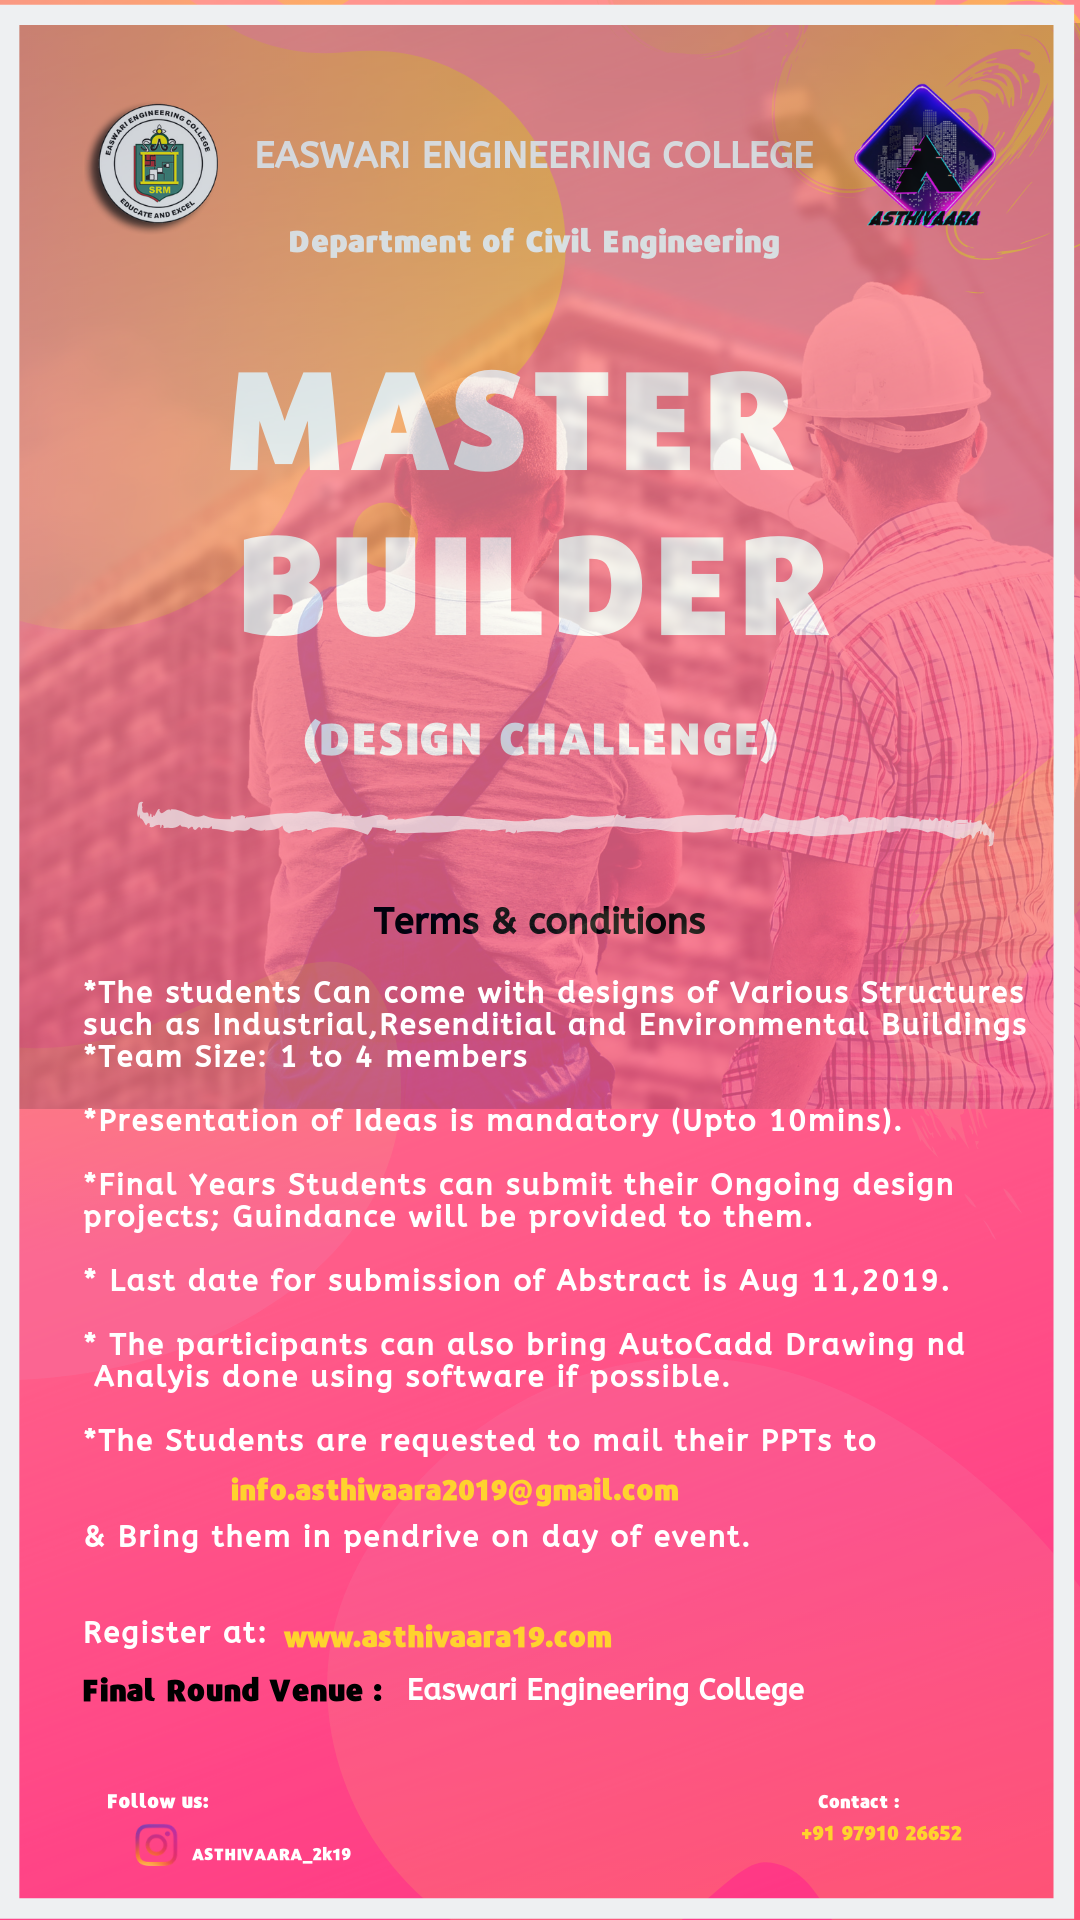 EASWARI ENGINEERING COLLEGE
EDUCATE AND EXCEL
SRM
EASWARI ENGINEERING COLLEGE
ASTHIVAARA
Department of Civil Engineering
MASTER
BUILDER
(DESIGN CHALLENGE)
Terms & conditions
*The students Can come with designs of Various Structures
such as Industrial,Resenditial and Environmental Buildings
*Team Size: 1 to 4 members
*Presentation of Ideas is mandatory (Upto 10mins).
*Final Years Students can submit their Ongoing design
projects; Guindance will be provided to them.
* Last date for submission of Abstract is Aug 11,2019.
* The participants can also bring AutoCadd Drawing nd
Analyis done using software if possible.
*The Students are requested to mail their PPTs to
info.asthivaara2019@gmail.com
& Bring them in pendrive on day of event.
Register at: www.asthivaara19.com
Final Round Venue : Easwari Engineering College
Follow us:
ASTHIVAARA_2k19
Contact :
+91 97910 26652